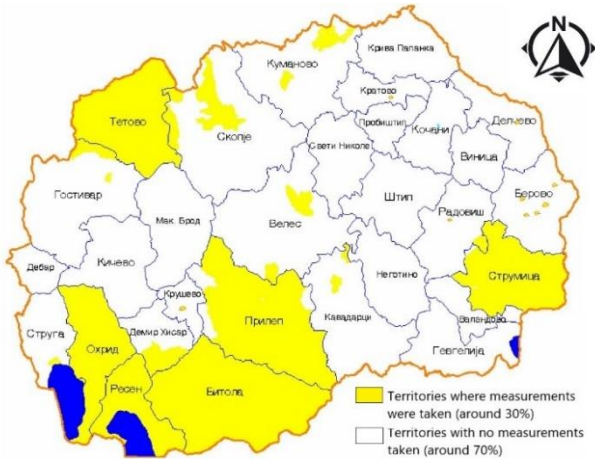 N
Крива Паланка
Куманово
Кратово
Тетово
Скопје
Пробиштип
Кочани
Делчево
Свети Николе
Виница
Гостивар
Штип
Берово
Мак. Брод
Велес
Радовиш
Дебар
Кичево
Неготино
Струмица
Крушево
Прилеп
Кавадарци
Валандово
Струга
Демир Хисар
Охрид
Гевгелија
Ресен
Битола
Territories where measurements
were taken (around 30%)
Territories with no measurements
taken (around 70%)